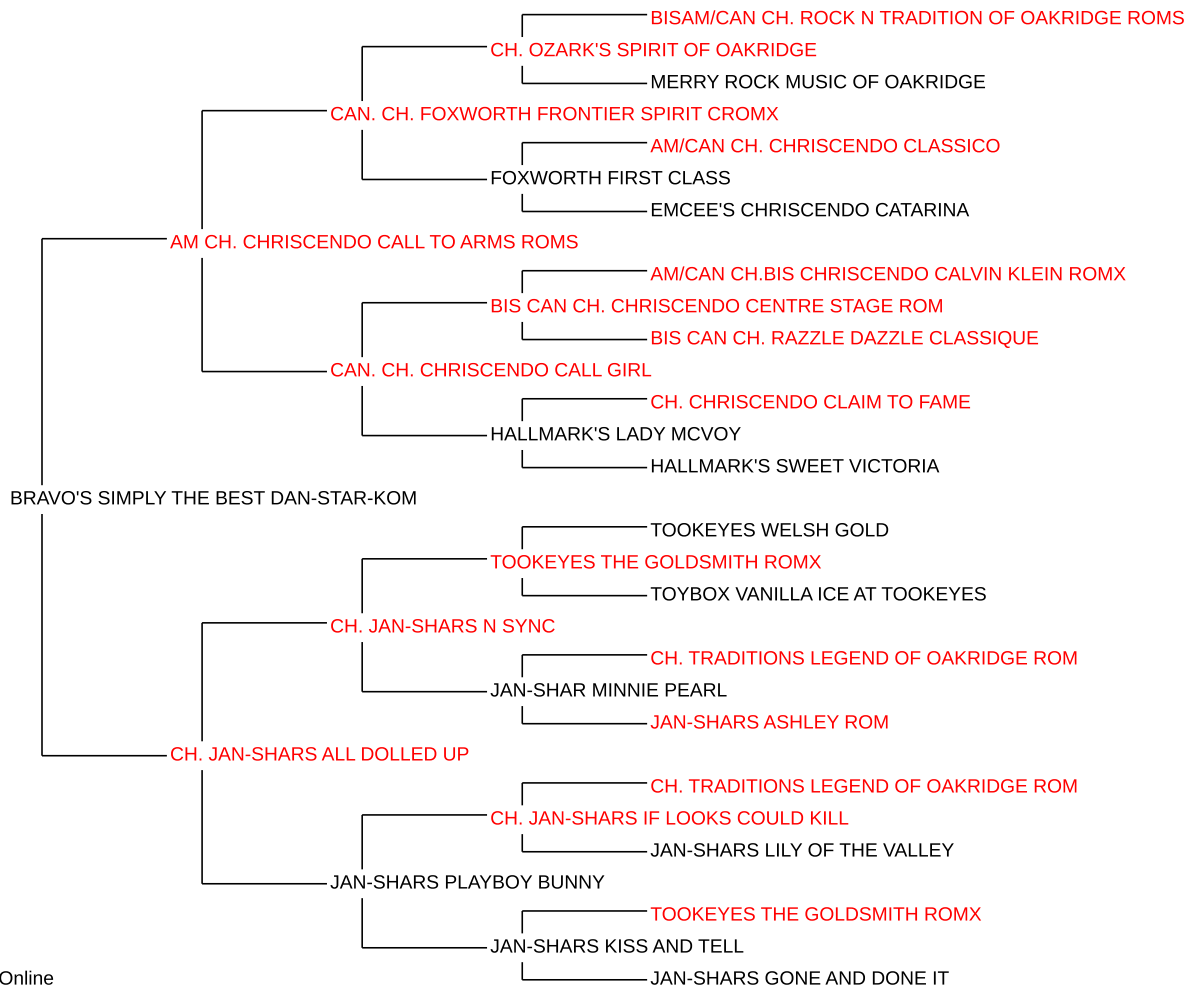 BISAM/CAN CH. ROCK N TRADITION OF OAKRIDGE ROMS
CH. OZARK'S SPIRIT OF OAKRIDGE
MERRY ROCK MUSIC OF OAKRIDGE
CAN. CH. FOXWORTH FRONTIER SPIRIT CROMX
AM/CAN CH. CHRISCENDO CLASSICO
FOXWORTH FIRST CLASS
EMCEE'S CHRISCENDO CATARINA
AM CH. CHRISCENDO CALL TO ARMS ROMS
AM/CAN CH.BIS CHRISCENDO CALVIN KLEIN ROMX
BIS CAN CH. CHRISCENDO CENTRE STAGE ROM
BIS CAN CH. RAZZLE DAZZLE CLASSIQUE
CAN. CH. CHRISCENDO CALL GIRL
CH. CHRISCENDO CLAIM TO FAME
HALLMARK'S LADY MCVOY
HALLMARK'S SWEET VICTORIA
BRAVO'S SIMPLY THE BEST DAN-STAR-KOM
TOOKEYES WELSH GOLD
TOOKEYES THE GOLDSMITH ROMX
TOYBOX VANILLA ICE AT TOOKEYES
CH. JAN-SHARS N SYNC
CH. TRADITIONS LEGEND OF OAKRIDGE ROM
JAN-SHAR MINNIE PEARL
JAN-SHARS ASHLEY ROM
CH. JAN-SHARS ALL DOLLED UP
CH. TRADITIONS LEGEND OF OAKRIDGE ROM
CH. JAN-SHARS IF LOOKS COULD KILL
JAN-SHARS LILY OF THE VALLEY
JAN-SHARS PLAYBOY BUNNY
TOOKEYES THE GOLDSMITH ROMX
JAN-SHARS KISS AND TELL
JAN-SHARS GONE AND DONE IT
Online